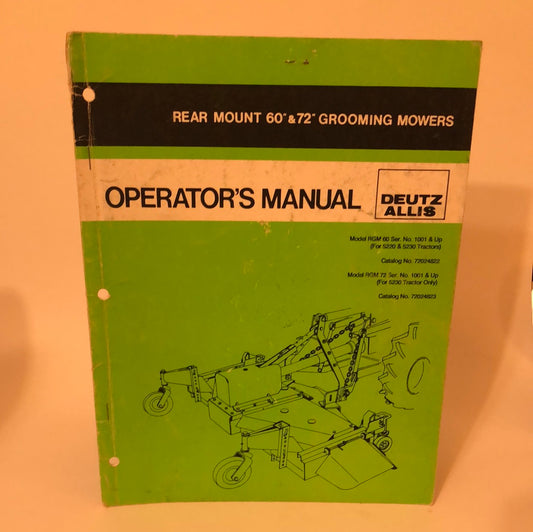 REAR MOUNT 60" & 72" GROOMING MOWERS
OPERATOR'S MANUAL
DEUTZ
ALLIS
Model RGM 60 Ser. No. 1001 & Up
(For 5220 & 5230 Tractors)
Catalog No. 72024822
Model RGM 72 Ser. No. 1001 & Up
(For 5230 Tractor Only)
Catalog No. 72024823